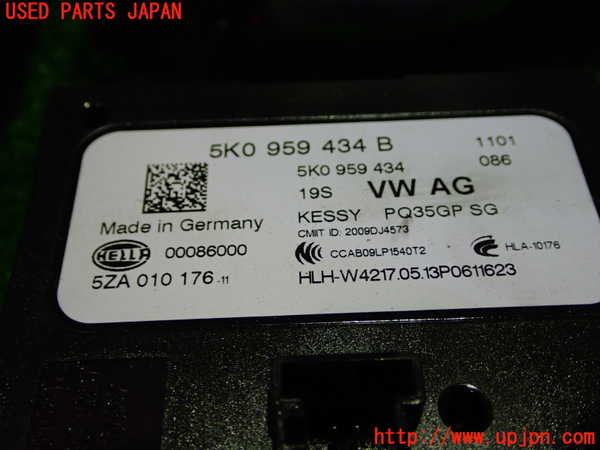 USED PARTS JAPAN
5K0 959 434 B
1101
5K0 959 434
086
19S VW AG
Made in Germany
KESSY PQ35GP SG
CMIIT ID: 2009DJ4573
HELLA 00086000
CCAB09LP1540T2
HLA-10176
5ZA 010 176-11
HLH-W4217.05.13P0611623
http://www.upjpn.com